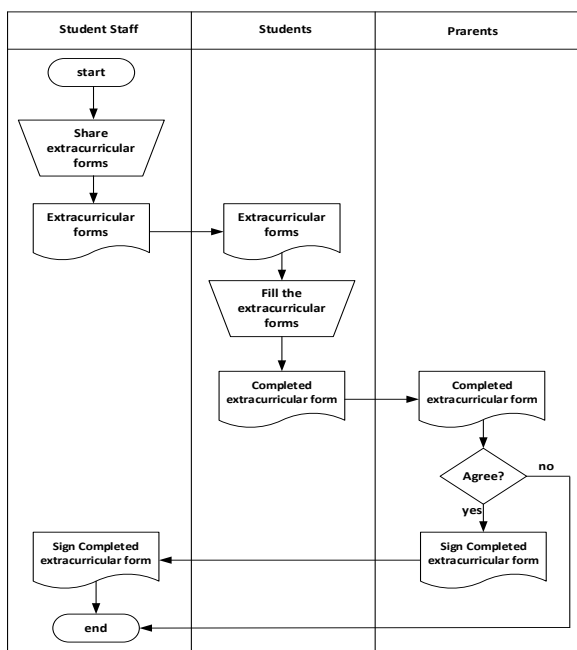 Student Staff
Students
Prarents
start
Share
extracurricular
forms
Extracurricular
forms
Extracurricular
forms
Fill the
extracurricular
forms
Completed
extracurricular form
Completed
extracurricular form
Agree?
no
yes
Sign Completed
extracurricular form
Sign Completed
extracurricular form
end